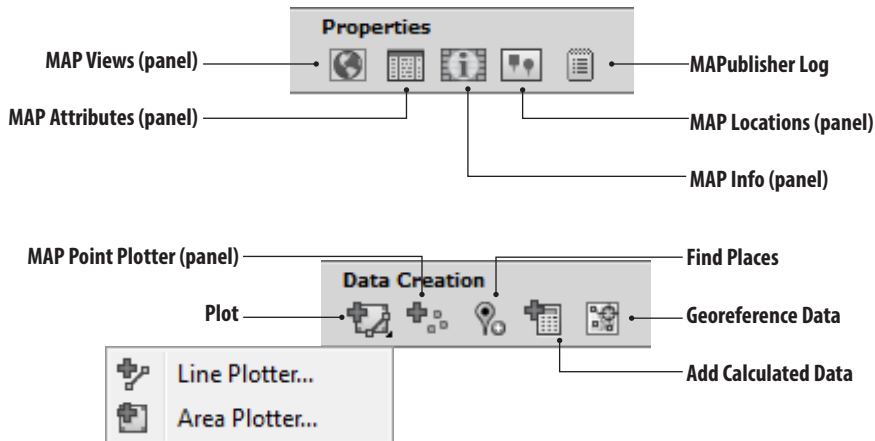 Properties
MAP Views (panel)
MAPublisher Log
MAP Attributes (panel)
MAP Locations (panel)
MAP Info (panel)
MAP Point Plotter (panel)
Find Places
Data Creation
Plot
Georeference Data
Line Plotter...
Add Calculated Data
Area Plotter...